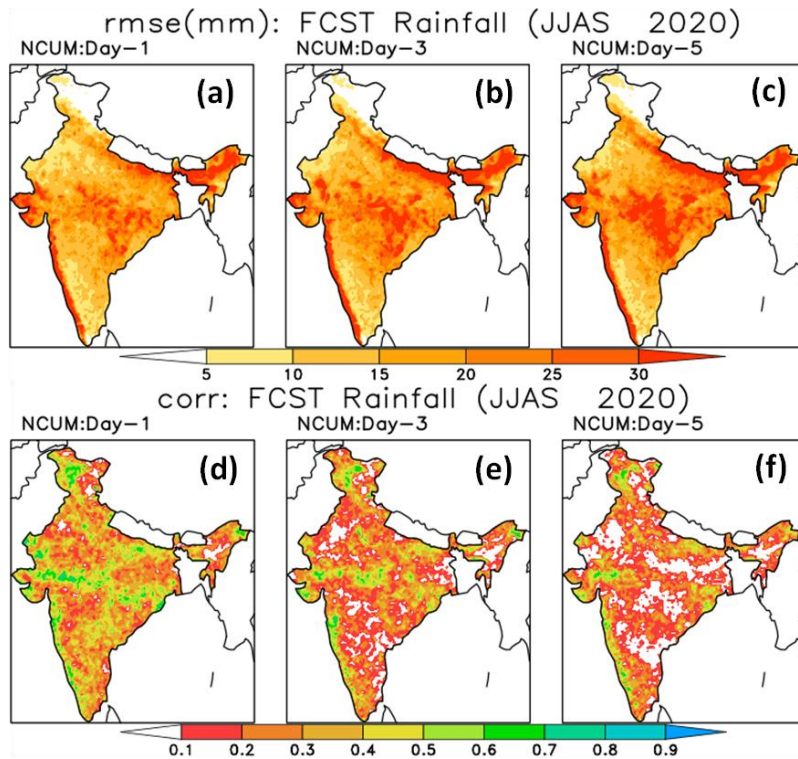 rmse(mm): FCST Rainfall (JJAS 2020)
NCUM:Day-1 NCUM:Day-3 NCUM:Day-5
(a) (b) (c)
5 10 15 20 25 30
corr: FCST Rainfall (JJAS 2020)
NCUM:Day-1 NCUM:Day-3 NCUM:Day-5
(d) (e) (f)
0.1 0.2 0.3 0.4 0.5 0.6 0.7 0.8 0.9